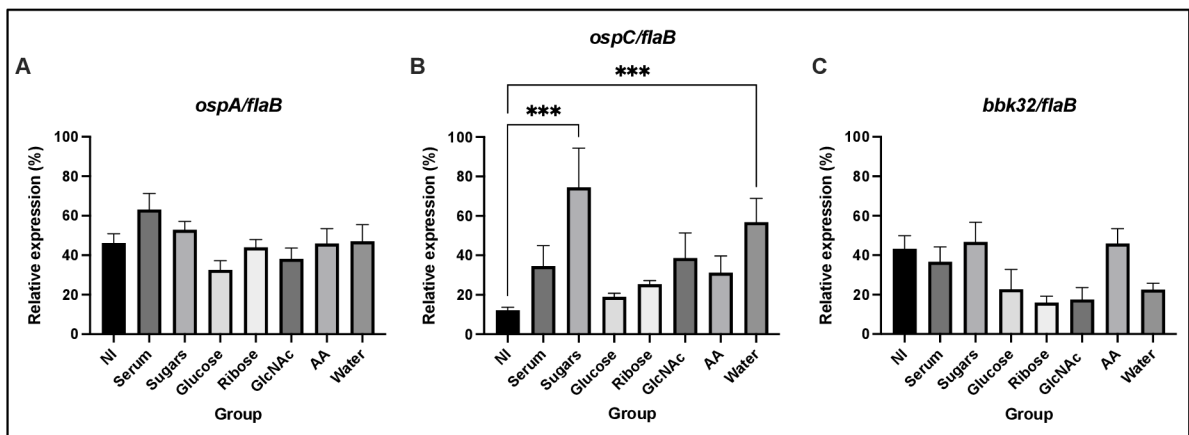 ospC/flaB
A
B
C
ospA/flaB
bbk32/flaB
***
***
Relative expression (%)
100
80
60
40
20
0
NI
Serum
Sugars
Glucose
Ribose
GlcNAc
AA
Water
Group
Relative expression (%)
100
80
60
40
20
0
NI
Serum
Sugars
Glucose
Ribose
GlcNAc
AA
Water
Group
Relative expression (%)
100
80
60
40
20
0
NI
Serum
Sugars
Glucose
Ribose
GlcNAc
AA
Water
Group